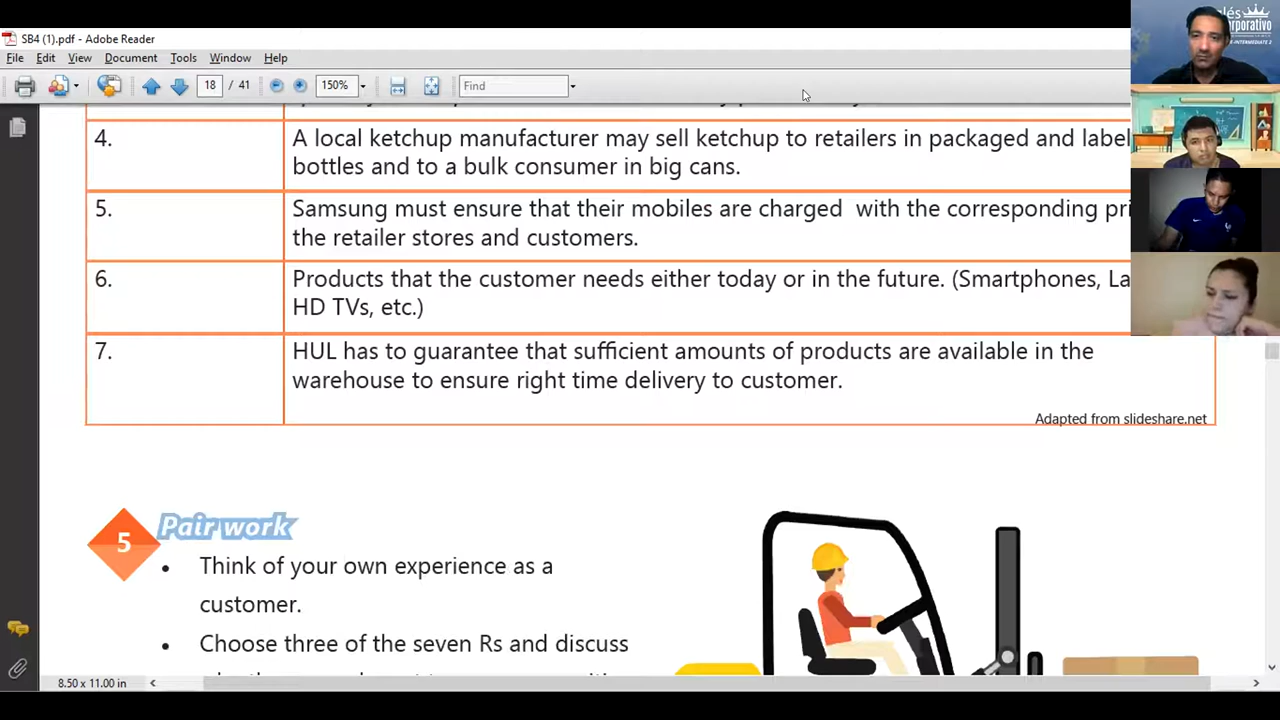 SB4 (1).pdf - Adobe Reader
File Edit View Document Tools Window Help
18 / 41 150% Find
4. A local ketchup manufacturer may sell ketchup to retailers in packaged and label
bottles and to a bulk consumer in big cans.
5. Samsung must ensure that their mobiles are charged with the corresponding pri
the retailer stores and customers.
6. Products that the customer needs either today or in the future. (Smartphones, La
HD TVs, etc.)
7. HUL has to guarantee that sufficient amounts of products are available in the
warehouse to ensure right time delivery to customer.
Adapted from slideshare.net
5 Pair work
• Think of your own experience as a
customer.
• Choose three of the seven Rs and discuss
8.50 x 11.00 in